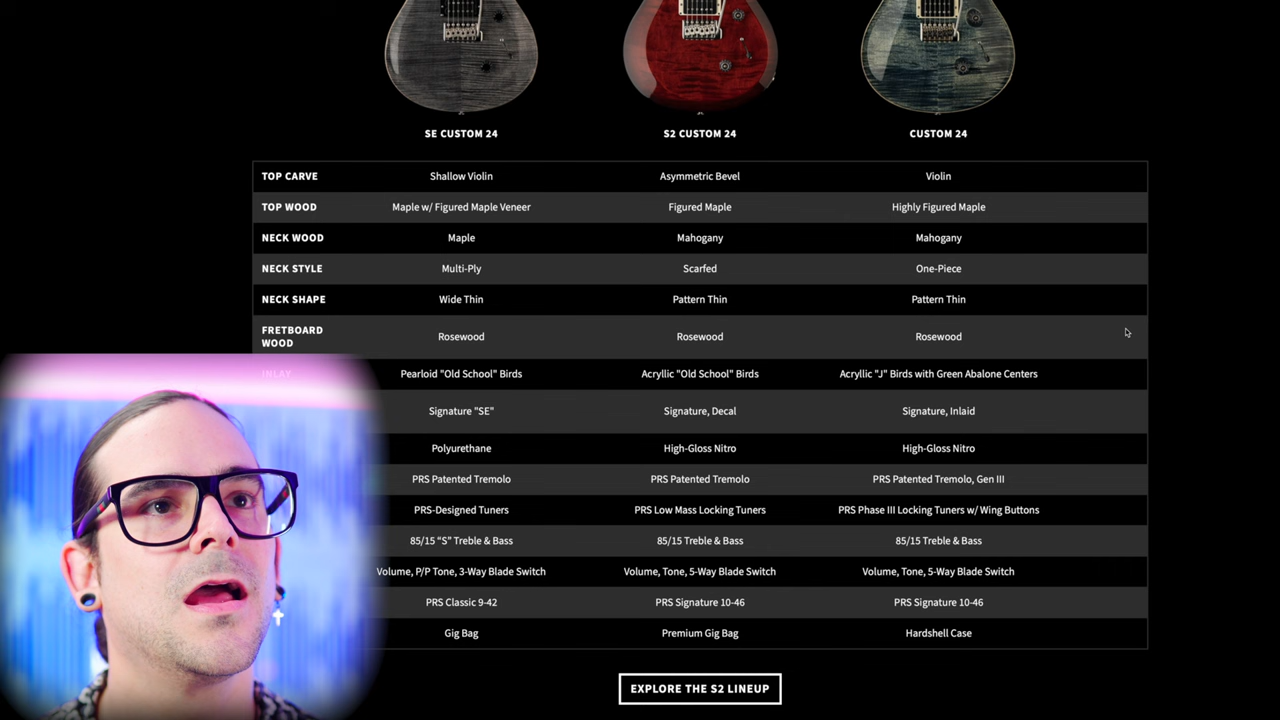 SE CUSTOM 24 S2 CUSTOM 24 CUSTOM 24
TOP CARVE Shallow Violin Asymmetric Bevel Violin
TOP WOOD Maple w/ Figured Maple Veneer Figured Maple Highly Figured Maple
NECK WOOD Maple Mahogany Mahogany
NECK STYLE Multi-Ply Scarfed One-Piece
NECK SHAPE Wide Thin Pattern Thin Pattern Thin
FRETBOARD
WOOD Rosewood Rosewood Rosewood
INLAY Pearloid "Old School" Birds Acryllic "Old School" Birds Acryllic "J" Birds with Green Abalone Centers
Signature "SE" Signature, Decal Signature, Inlaid
Polyurethane High-Gloss Nitro High-Gloss Nitro
PRS Patented Tremolo PRS Patented Tremolo PRS Patented Tremolo, Gen III
PRS-Designed Tuners PRS Low Mass Locking Tuners PRS Phase III Locking Tuners w/ Wing Buttons
85/15 “S” Treble & Bass 85/15 Treble & Bass 85/15 Treble & Bass
Volume, P/P Tone, 3-Way Blade Switch Volume, Tone, 5-Way Blade Switch Volume, Tone, 5-Way Blade Switch
PRS Classic 9-42 PRS Signature 10-46 PRS Signature 10-46
Gig Bag Premium Gig Bag Hardshell Case
EXPLORE THE S2 LINEUP